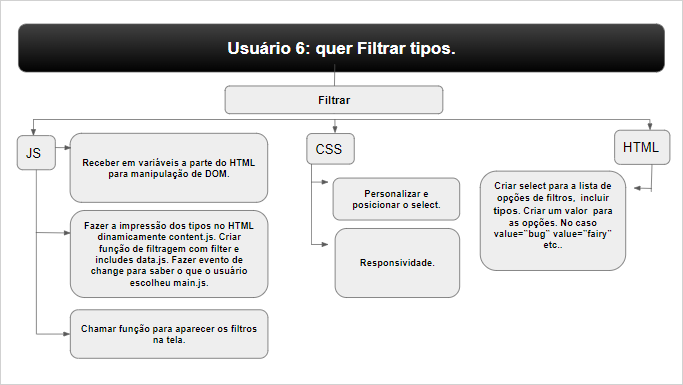 Usuário 6: quer Filtrar tipos.
Filtrar
JS
Receber em variáveis a parte do HTML
para manipulação de DOM.
Fazer a impressão dos tipos no HTML
dinamicamente content.js. Criar
função de filtragem com filter e
includes data.js. Fazer evento de
change para saber o que o usuário
escolheu main.js.
Chamar função para aparecer os filtros
na tela.
CSS
Personalizar e
posicionar o select.
Responsividade.
HTML
Criar select para a lista de
opções de filtros, incluir
tipos. Criar um valor para
as opções. No caso
value="bug" value="fairy"
etc..